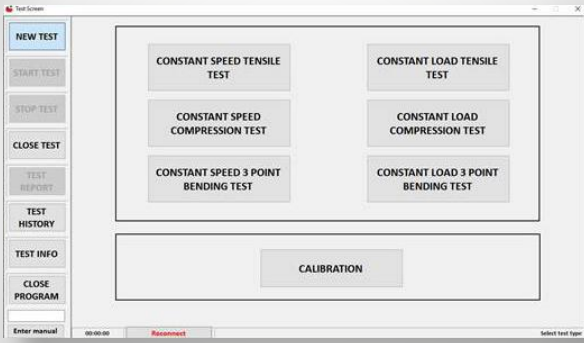 Test Screen
NEW TEST
START TEST
STOP TEST
CLOSE TEST
TEST
REPORT
TEST
HISTORY
TEST INFO
CLOSE
PROGRAM
Enter manual
CONSTANT SPEED TENSILE
TEST
CONSTANT LOAD TENSILE
TEST
CONSTANT SPEED
COMPRESSION TEST
CONSTANT LOAD
COMPRESSION TEST
CONSTANT SPEED 3 POINT
BENDING TEST
CONSTANT LOAD 3 POINT
BENDING TEST
CALIBRATION
00:00:00
Reconnect
Select test type